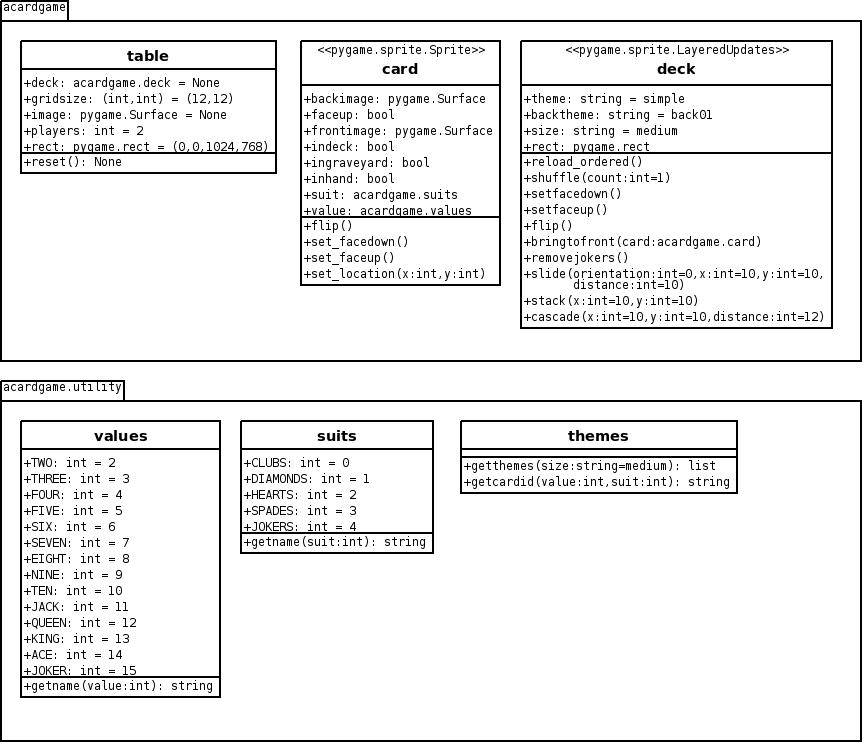 acardgame
table
+deck: acardgame.deck = None
+gridsize: (int,int) = (12,12)
+image: pygame.Surface = None
+players: int = 2
+rect: pygame.rect = (0,0,1024,768)
+reset(): None
<<pygame.sprite.Sprite>>
card
+backimage: pygame.Surface
+faceup: bool
+frontimage: pygame.Surface
+indeck: bool
+ingraveyard: bool
+inhand: bool
+suit: acardgame.suits
+value: acardgame.values
+flip()
+set_facedown()
+set_faceup()
+set_location(x:int,y:int)
<<pygame.sprite.LayeredUpdates>>
deck
+theme: string = simple
+backtheme: string = back01
+size: string = medium
+rect: pygame.rect
+reload_ordered()
+shuffle(count:int=1)
+setfacedown()
+setfaceup()
+flip()
+bringtofront(card:acardgame.card)
+removejokers()
+slide(orientation:int=0,x:int=10,y:int=10,
distance:int=10)
+stack(x:int=10,y:int=10)
+cascade(x:int=10,y:int=10,distance:int=12)
acardgame.utility
values
+TWO: int = 2
+THREE: int = 3
+FOUR: int = 4
+FIVE: int = 5
+SIX: int = 6
+SEVEN: int = 7
+EIGHT: int = 8
+NINE: int = 9
+TEN: int = 10
+JACK: int = 11
+QUEEN: int = 12
+KING: int = 13
+ACE: int = 14
+JOKER: int = 15
+getname(value:int): string
suits
+CLUBS: int = 0
+DIAMONDS: int = 1
+HEARTS: int = 2
+SPADES: int = 3
+JOKERS: int = 4
+getname(suit:int): string
themes
+getthemes(size:string=medium): list
+getcardid(value:int,suit:int): string